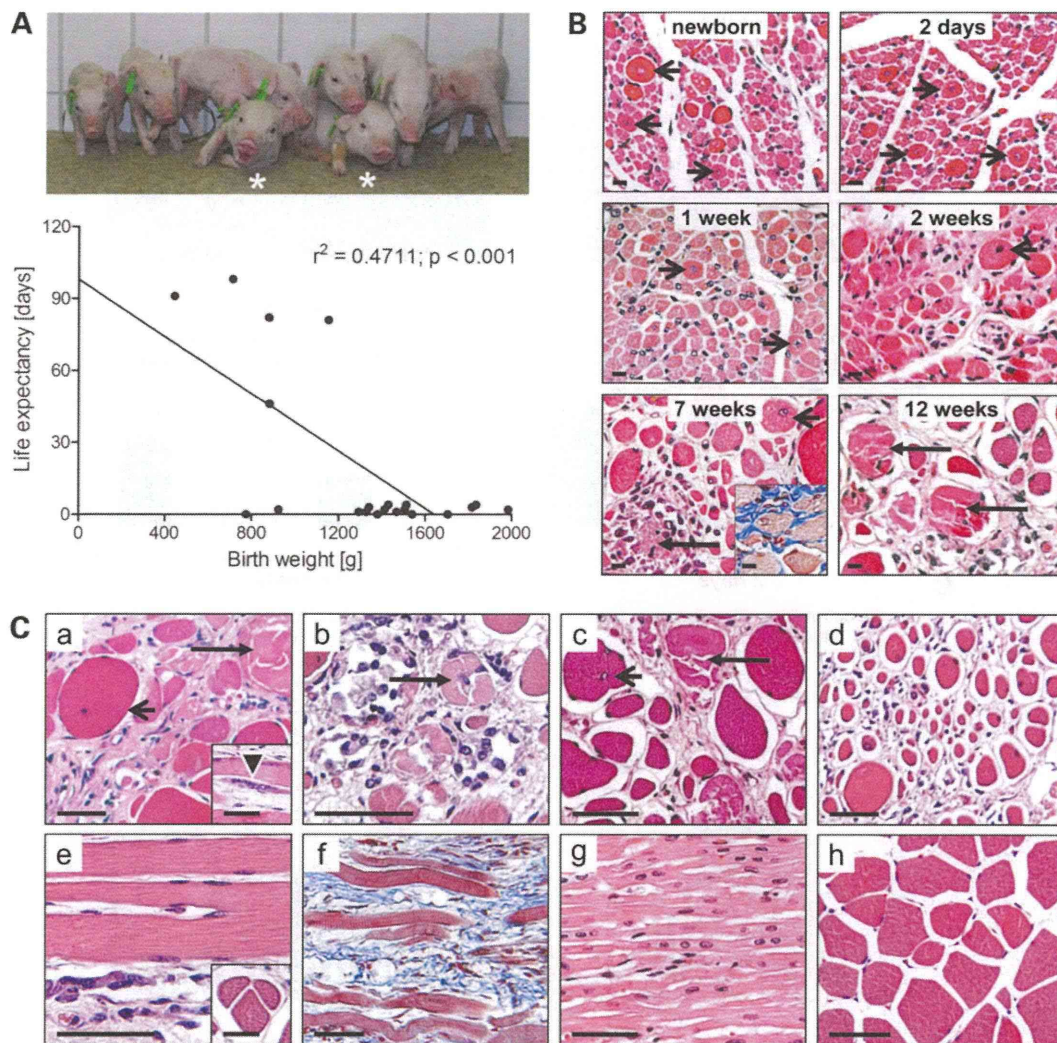 A
r² = 0.4711; p < 0.001
Life expectancy [days]
120
90
60
30
0
0 400 800 1200 1600 2000
Birth weight [g]
B
newborn
2 days
1 week
2 weeks
7 weeks
12 weeks
C
a
b
c
d
e
f
g
h